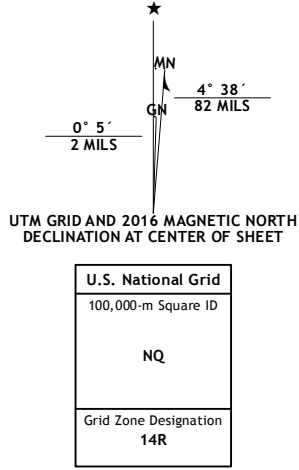 MN
GN
4° 38´
82 MILS
0° 5´
2 MILS
UTM GRID AND 2016 MAGNETIC NORTH
DECLINATION AT CENTER OF SHEET
U.S. National Grid
100,000-m Square ID
NQ
Grid Zone Designation
14R